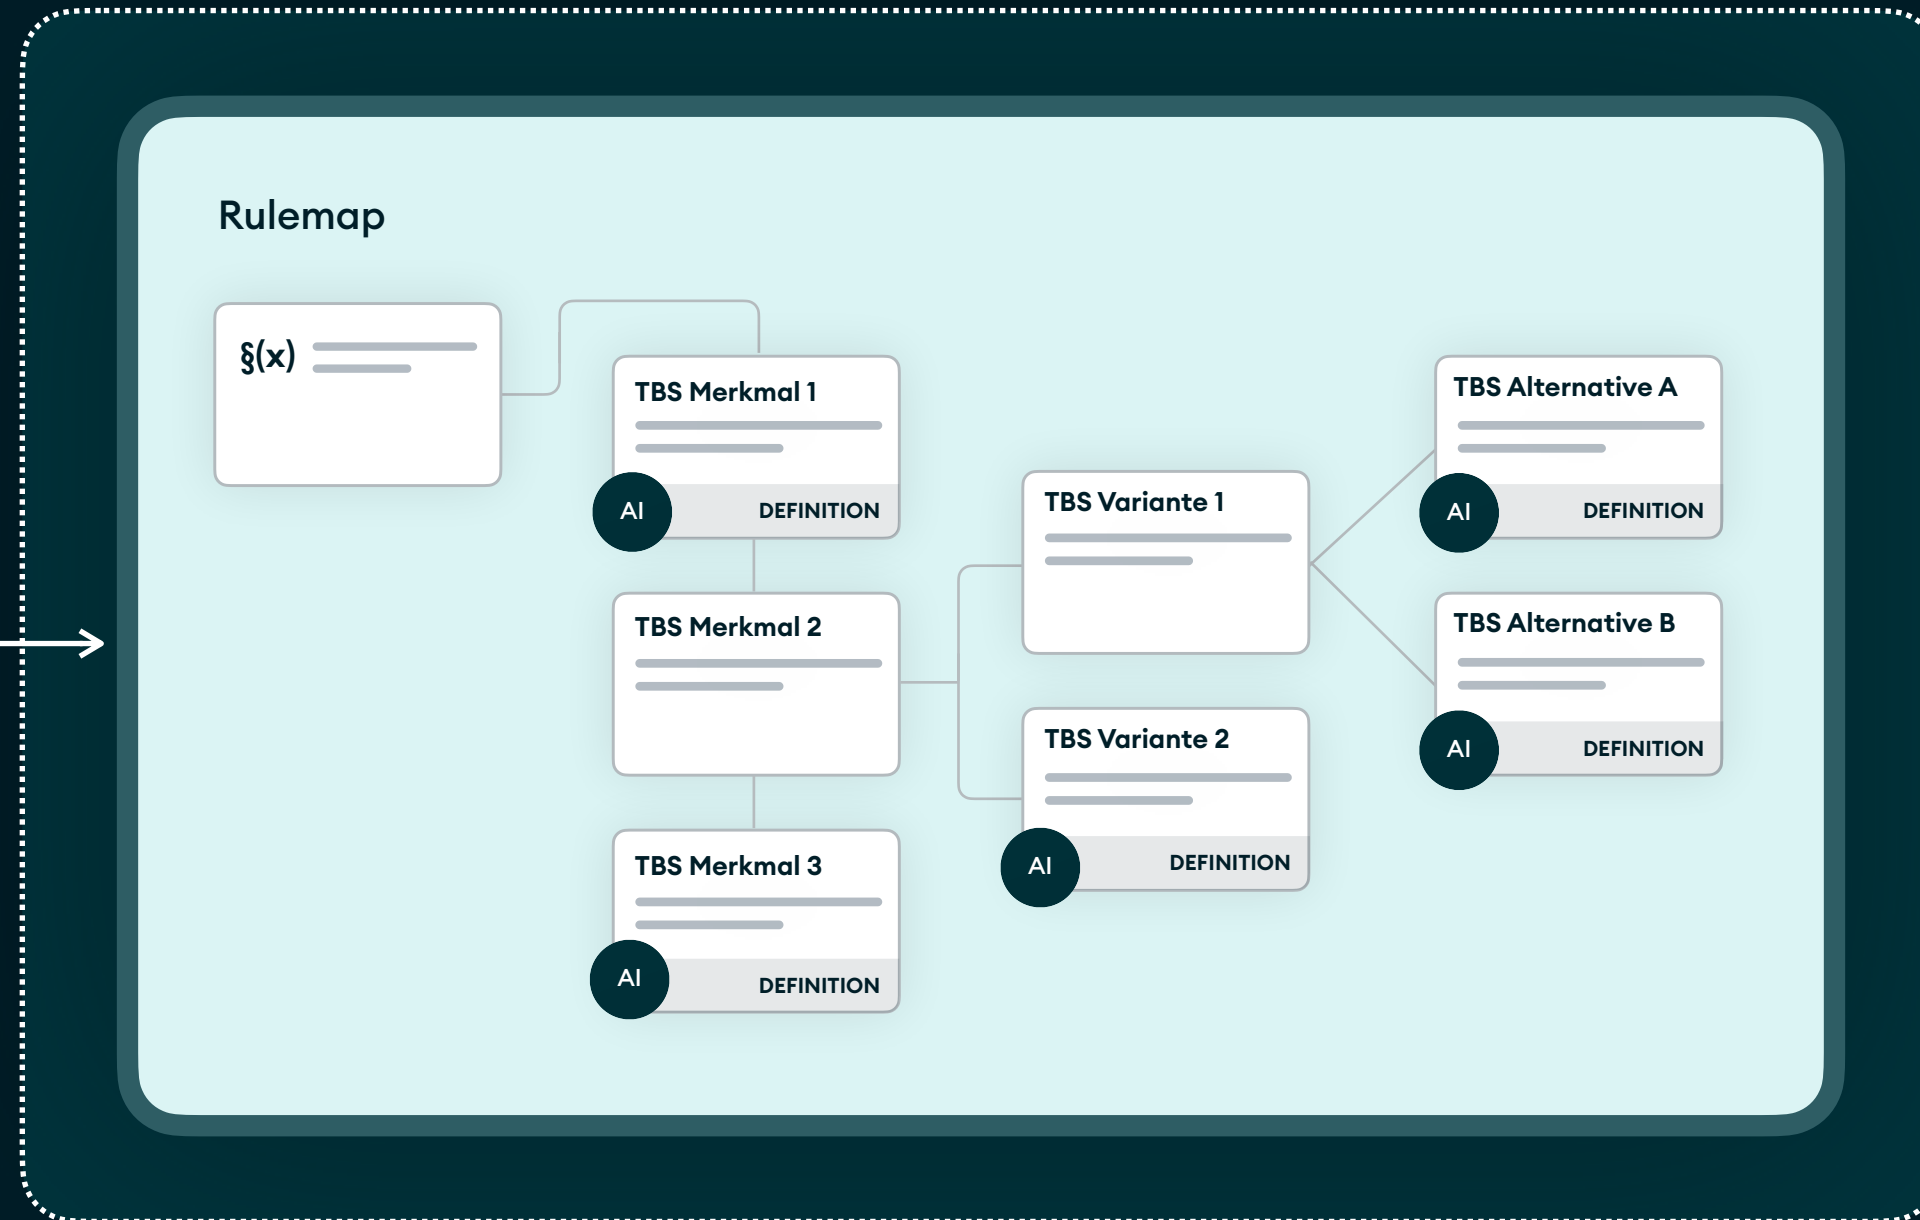 Rulemap
§(x)
TBS Merkmal 1
AI
DEFINITION
TBS Merkmal 2
TBS Merkmal 3
AI
DEFINITION
TBS Variante 1
TBS Variante 2
AI
DEFINITION
TBS Alternative A
AI
DEFINITION
TBS Alternative B
AI
DEFINITION